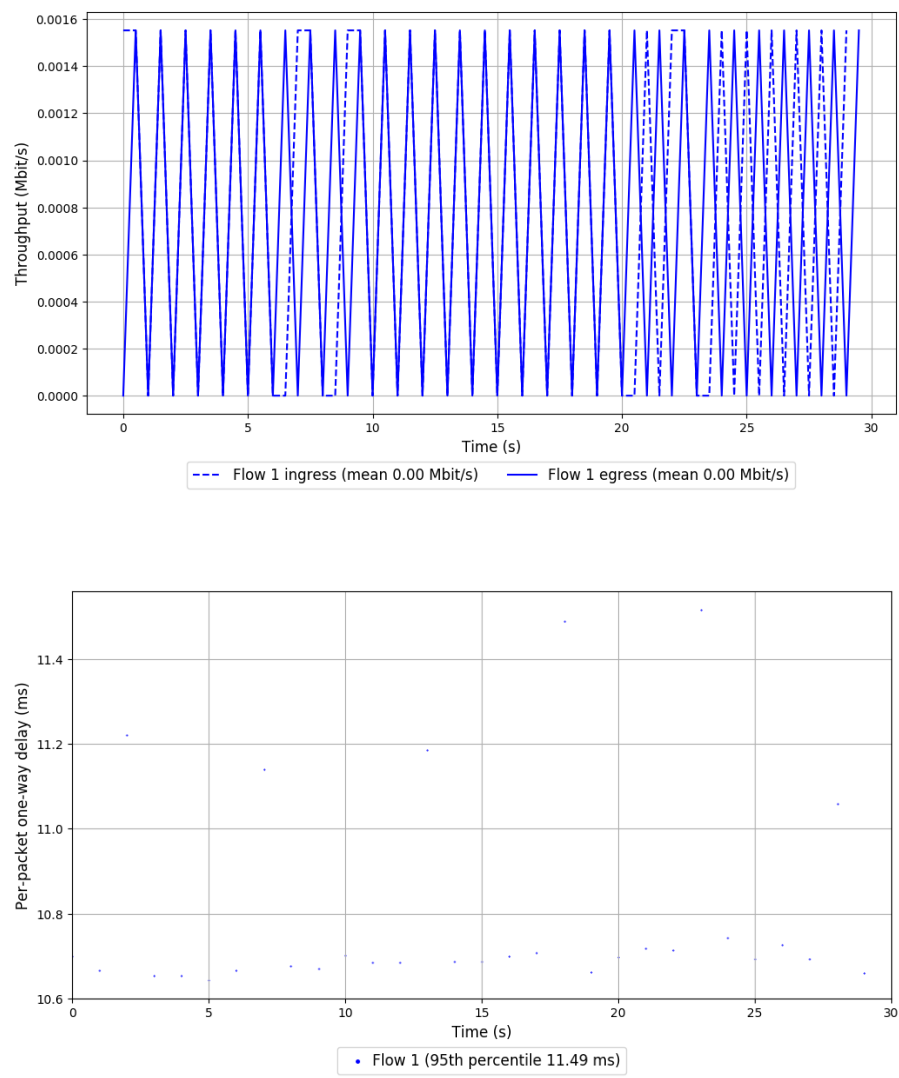 0.0016
0.0014
0.0012
0.0010
0.0008
0.0006
0.0004
0.0002
0.0000
Throughput (Mbit/s)
0 5 10 15 20 25 30
Time (s)
Flow 1 ingress (mean 0.00 Mbit/s) Flow 1 egress (mean 0.00 Mbit/s)
11.4
11.2
11.0
10.8
10.6
Per-packet one-way delay (ms)
0 5 10 15 20 25 30
Time (s)
Flow 1 (95th percentile 11.49 ms)